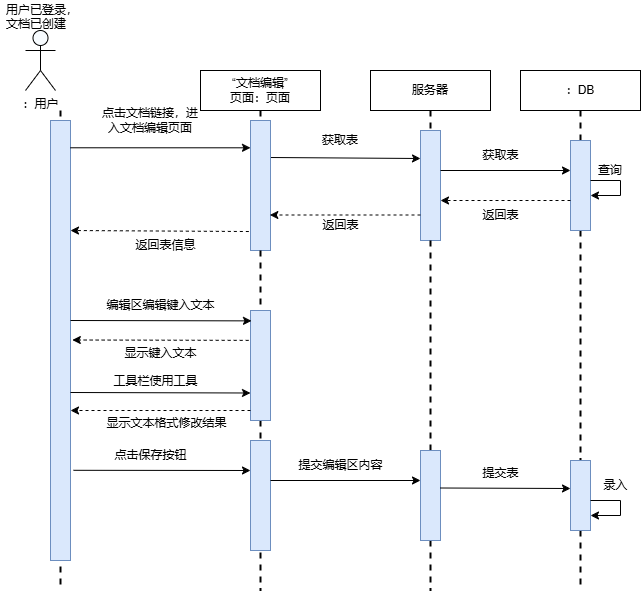 用户已登录，
文档已创建
：用户
“文档编辑”
页面：页面
服务器
：DB
点击文档链接，进
入文档编辑页面
获取表
获取表
查询
返回表
返回表
返回表信息
编辑区编辑键入文本
显示键入文本
工具栏使用工具
显示文本格式修改结果
点击保存按钮
提交编辑区内容
提交表
录入